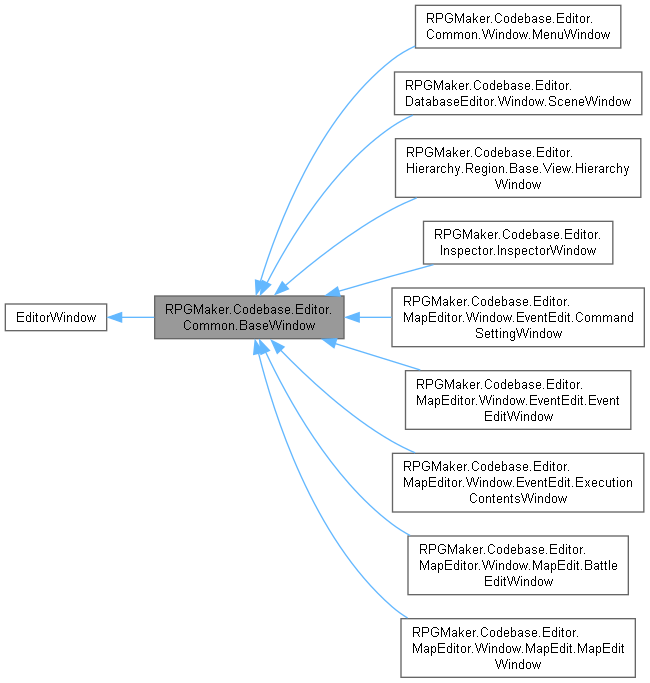 RPGMaker.Codebase.Editor.
Common.Window.MenuWindow
RPGMaker.Codebase.Editor.
DatabaseEditor.Window.SceneWindow
RPGMaker.Codebase.Editor.
Hierarchy.Region.Base.View.Hierarchy
Window
RPGMaker.Codebase.Editor.
Inspector.InspectorWindow
EditorWindow
RPGMaker.Codebase.Editor.
Common.BaseWindow
RPGMaker.Codebase.Editor.
MapEditor.Window.EventEdit.Command
SettingWindow
RPGMaker.Codebase.Editor.
MapEditor.Window.EventEdit.Event
EditWindow
RPGMaker.Codebase.Editor.
MapEditor.Window.EventEdit.Execution
ContentsWindow
RPGMaker.Codebase.Editor.
MapEditor.Window.MapEdit.Battle
EditWindow
RPGMaker.Codebase.Editor.
MapEditor.Window.MapEdit.MapEdit
Window